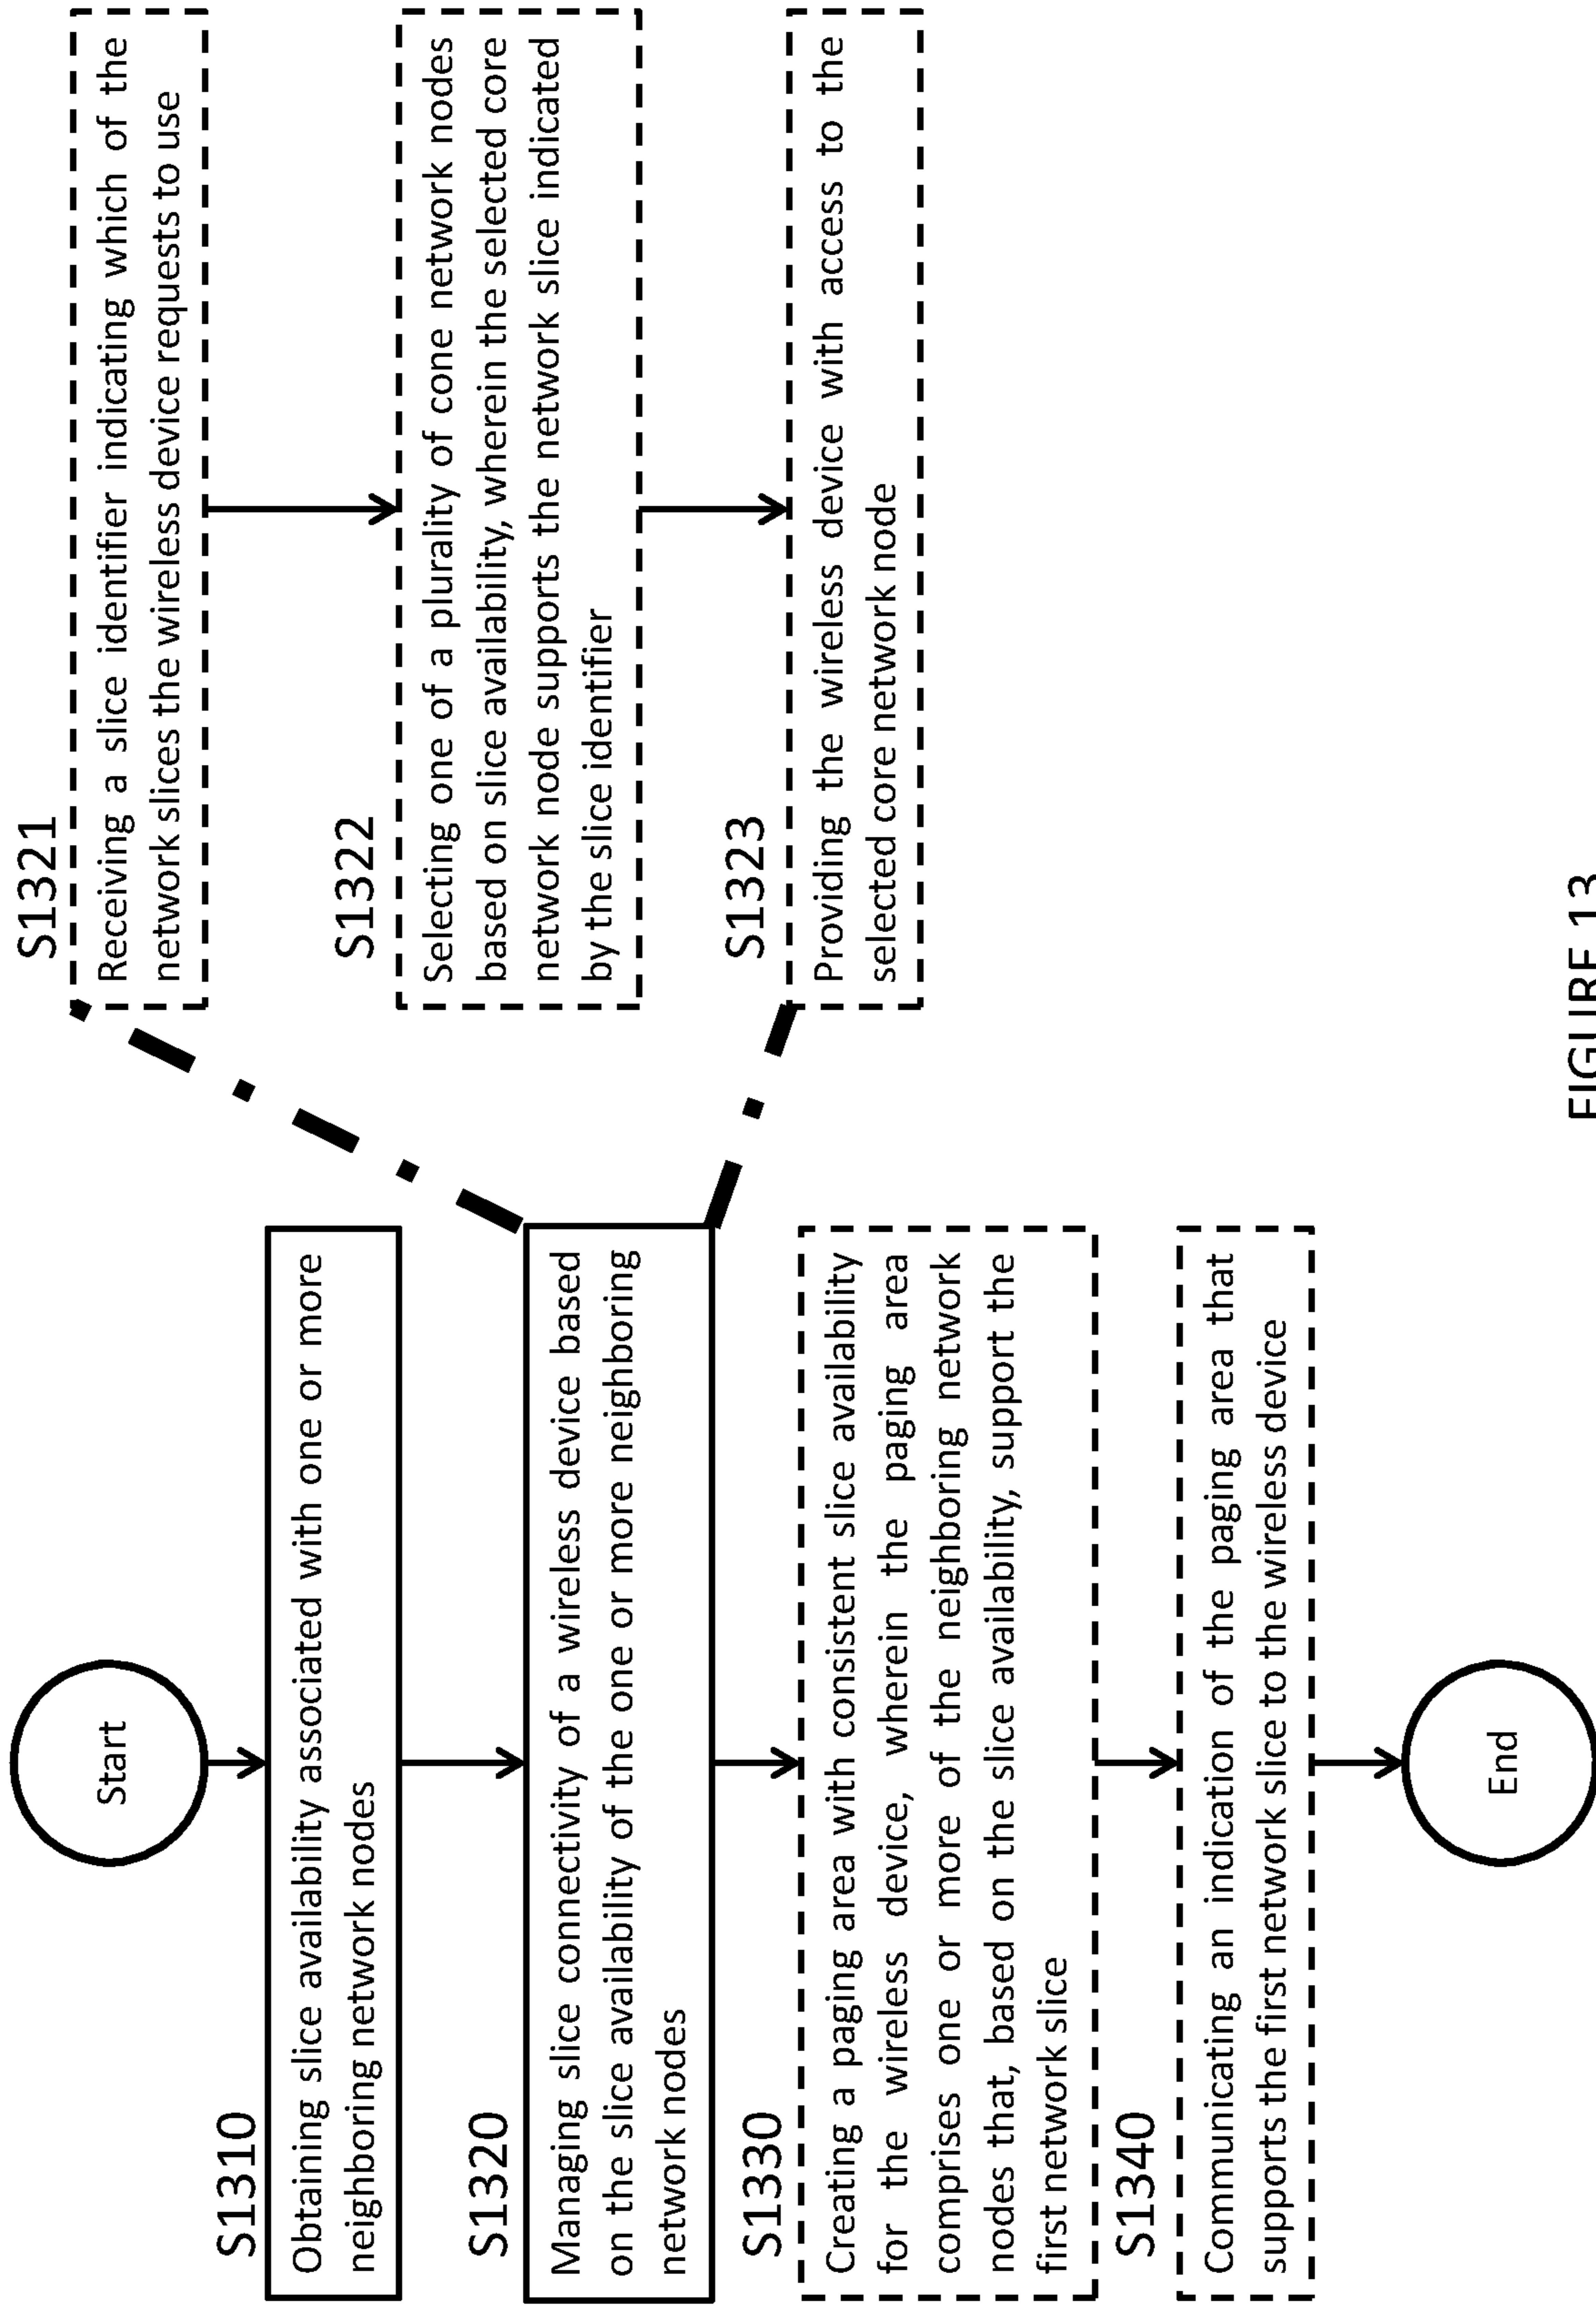 Start
S1310
Obtaining slice availability associated with one or more
neighboring network nodes
S1320
Managing slice connectivity of a wireless device based
on the slice availability of the one or more neighboring
network nodes
S1330
Creating a paging area with consistent slice availability
for the wireless device, wherein the paging area
comprises one or more of the neighboring network
nodes that, based on the slice availability, support the
first network slice
S1340
Communicating an indication of the paging area that
supports the first network slice to the wireless device
End
S1321
Receiving a slice identifier indicating which of the
network slices the wireless device requests to use
S1322
Selecting one of a plurality of cone network nodes
based on slice availability, wherein the selected core
network node supports the network slice indicated
by the slice identifier
S1323
Providing the wireless device with access to the
selected core network node
FIGURE 13